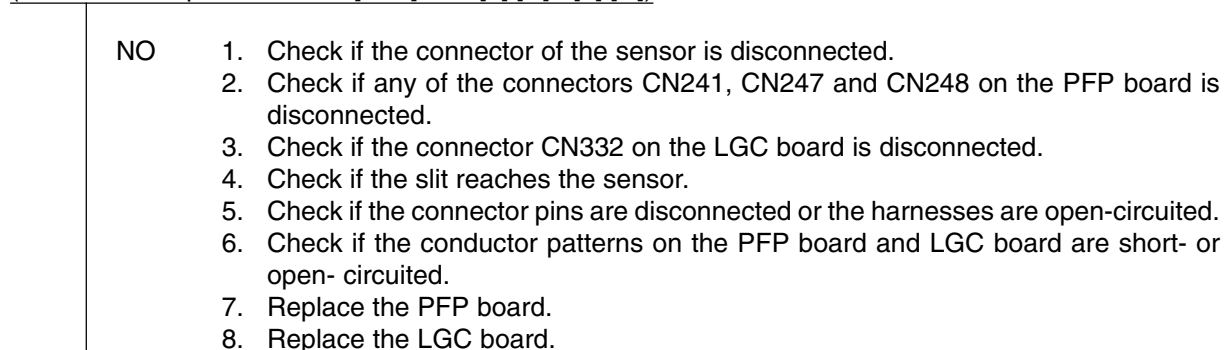 NO 1. Check if the connector of the sensor is disconnected.
2. Check if any of the connectors CN241, CN247 and CN248 on the PFP board is
disconnected.
3. Check if the connector CN332 on the LGC board is disconnected.
4. Check if the slit reaches the sensor.
5. Check if the connector pins are disconnected or the harnesses are open-circuited.
6. Check if the conductor patterns on the PFP board and LGC board are short- or
open- circuited.
7. Replace the PFP board.
8. Replace the LGC board.